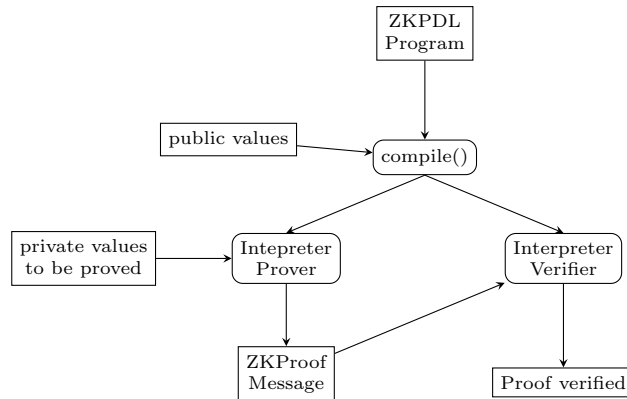 ZKPDL
Program
public values
compile()
private values
to be proved
Intepreter
Prover
Interpreter
Verifier
ZKProof
Message
Proof verified